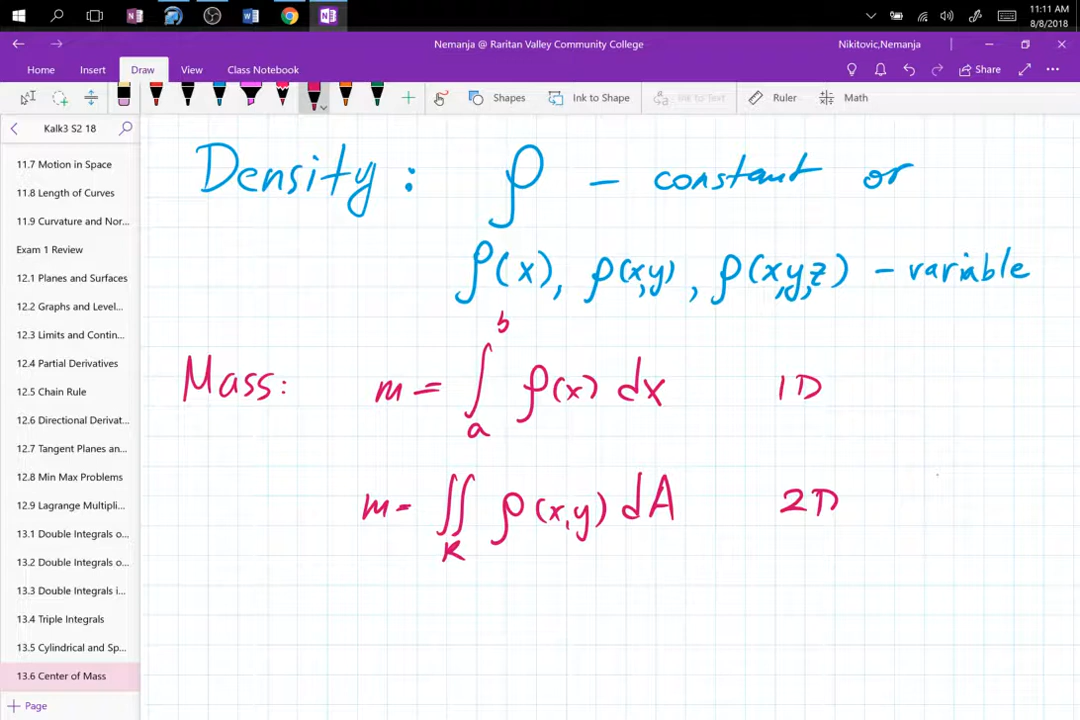 11:11 AM
8/8/2018
Nemanja @ Raritan Valley Community College
Nikitovic,Nemanja
Home Insert Draw View Class Notebook
Share
Shapes Ink to Shape Ink to Text Ruler Math
Kalk3 S2 18
11.7 Motion in Space
11.8 Length of Curves
11.9 Curvature and Nor...
Exam 1 Review
12.1 Planes and Surfaces
12.2 Graphs and Level...
12.3 Limits and Contin...
12.4 Partial Derivatives
12.5 Chain Rule
12.6 Directional Derivat...
12.7 Tangent Planes an...
12.8 Min Max Problems
12.9 Lagrange Multipli...
13.1 Double Integrals o...
13.2 Double Integrals o...
13.3 Double Integrals i...
13.4 Triple Integrals
13.5 Cylindrical and Sp...
13.6 Center of Mass
+ Page
Density: ρ – constant or
ρ(x), ρ(x,y), ρ(x,y,z) – variable
Mass: m = ∫_a^b ρ(x) dx 1D
m = ∬_R ρ(x,y) dA 2D